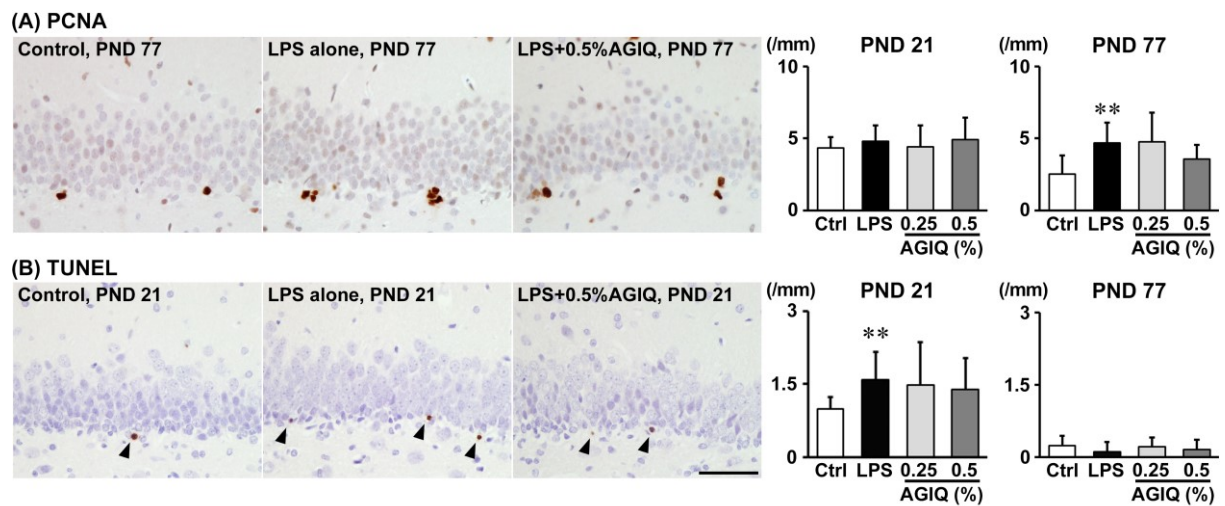 (A) PCNA
Control, PND 77 LPS alone, PND 77 LPS+0.5%AGIQ, PND 77
(/mm) PND 21
10
5
0
Ctrl LPS 0.25 0.5
AGIQ (%)
(/mm) PND 77
10
**
5
0
Ctrl LPS 0.25 0.5
AGIQ (%)
(B) TUNEL
Control, PND 21 LPS alone, PND 21 LPS+0.5%AGIQ, PND 21
(/mm) PND 21
3
**
1.5
0
Ctrl LPS 0.25 0.5
AGIQ (%)
(/mm) PND 77
3
1.5
0
Ctrl LPS 0.25 0.5
AGIQ (%)